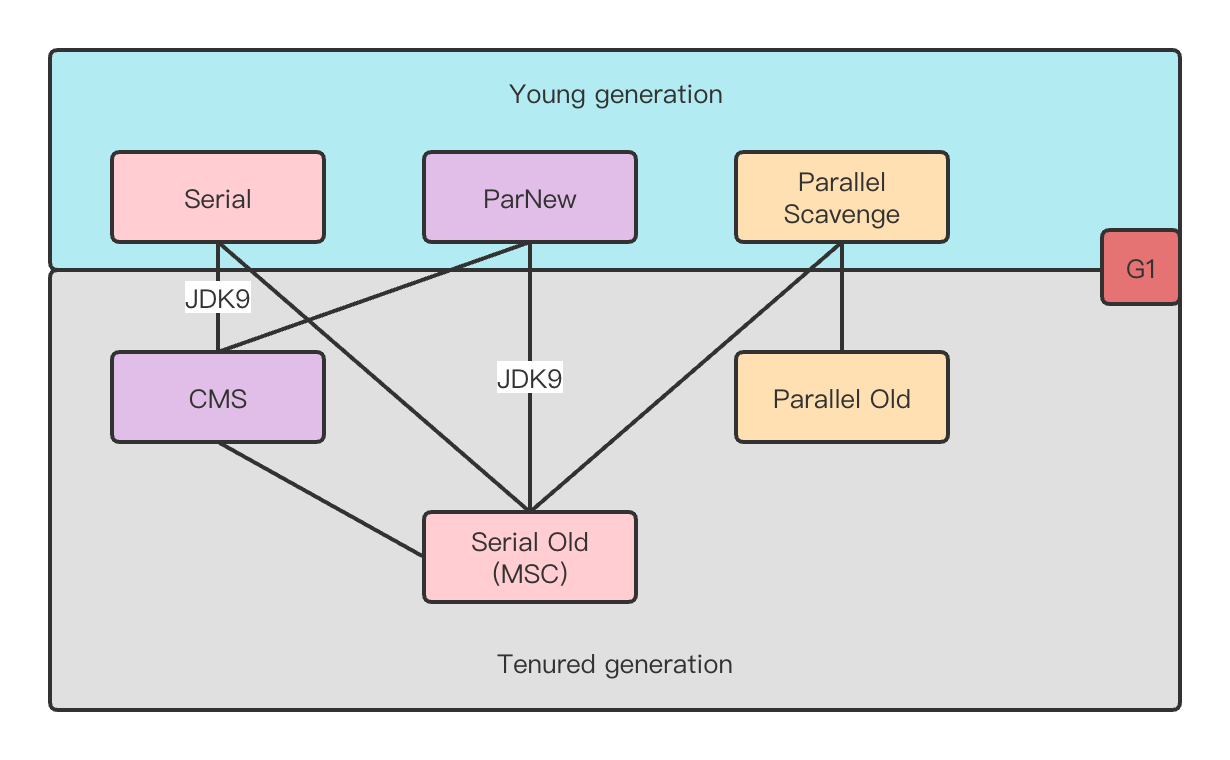 Young generation
Serial
ParNew
Parallel
Scavenge
G1
JDK9
JDK9
CMS
Parallel Old
Serial Old
(MSC)
Tenured generation